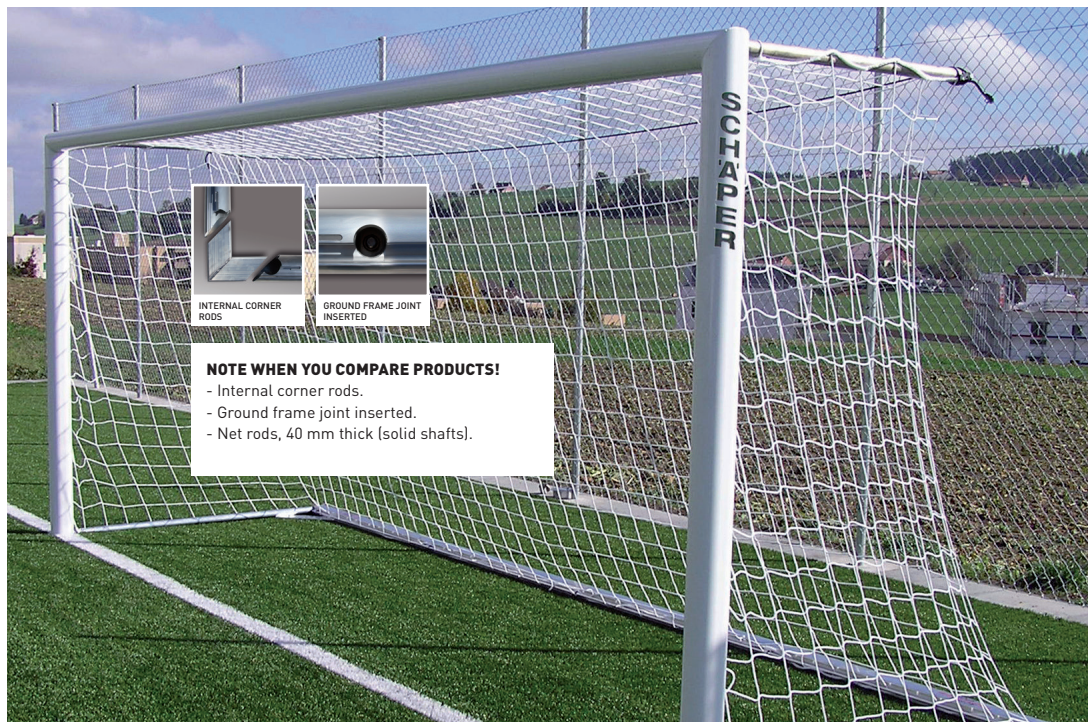 SCHÄPER
INTERNAL CORNER
RODS
GROUND FRAME JOINT
INSERTED
NOTE WHEN YOU COMPARE PRODUCTS!
- Internal corner rods.
- Ground frame joint inserted.
- Net rods, 40 mm thick (solid shafts).